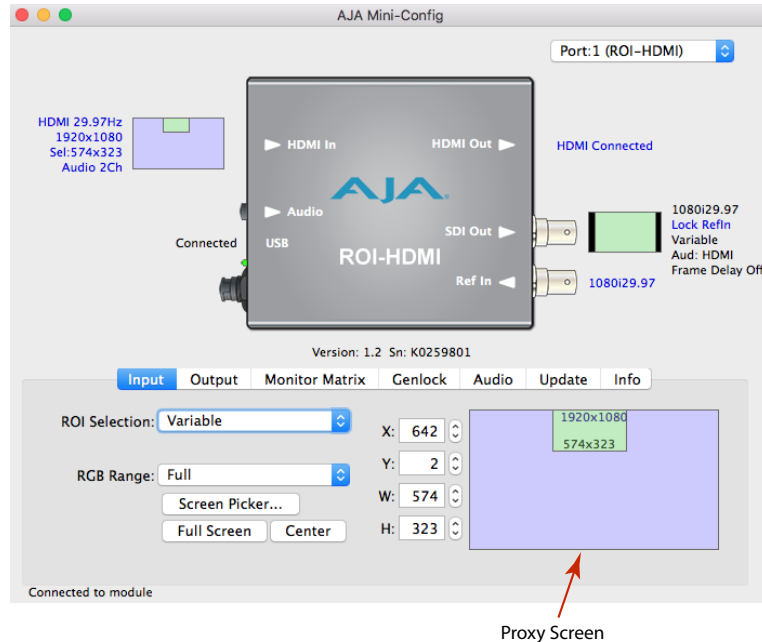 AJA Mini-Config
Port:1 (ROI-HDMI)
HDMI 29.97Hz
1920x1080
Sel:574x323
Audio 2Ch
HDMI In
HDMI Out
HDMI Connected
AJA
Audio
Connected
USB
SDI Out
ROI-HDMI
Ref In
1080i29.97
Lock RefIn
Variable
Aud: HDMI
Frame Delay Off
1080i29.97
Version: 1.2 Sn: K0259801
Input Output Monitor Matrix Genlock Audio Update Info
ROI Selection: Variable
RGB Range: Full
Screen Picker...
Full Screen Center
X: 642
Y: 2
W: 574
H: 323
1920x1080
574x323
Connected to module
Proxy Screen